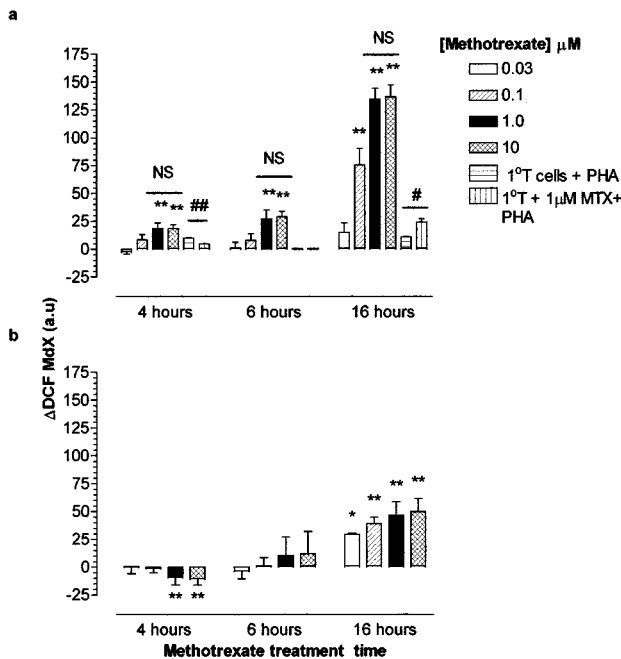 a
[Methotrexate] μM
0.03
0.1
1.0
10
1ºT cells + PHA
1ºT + 1μM MTX+
PHA
175
150
125
100
75
50
25
0
25
NS
** ** ##
NS
** **
NS
** ** ** #
4 hours 6 hours 16 hours
ΔDCF MdX (a.u)
b
175
150
125
100
75
50
25
0
-25
** **
* ** ** **
4 hours 6 hours 16 hours
Methotrexate treatment time